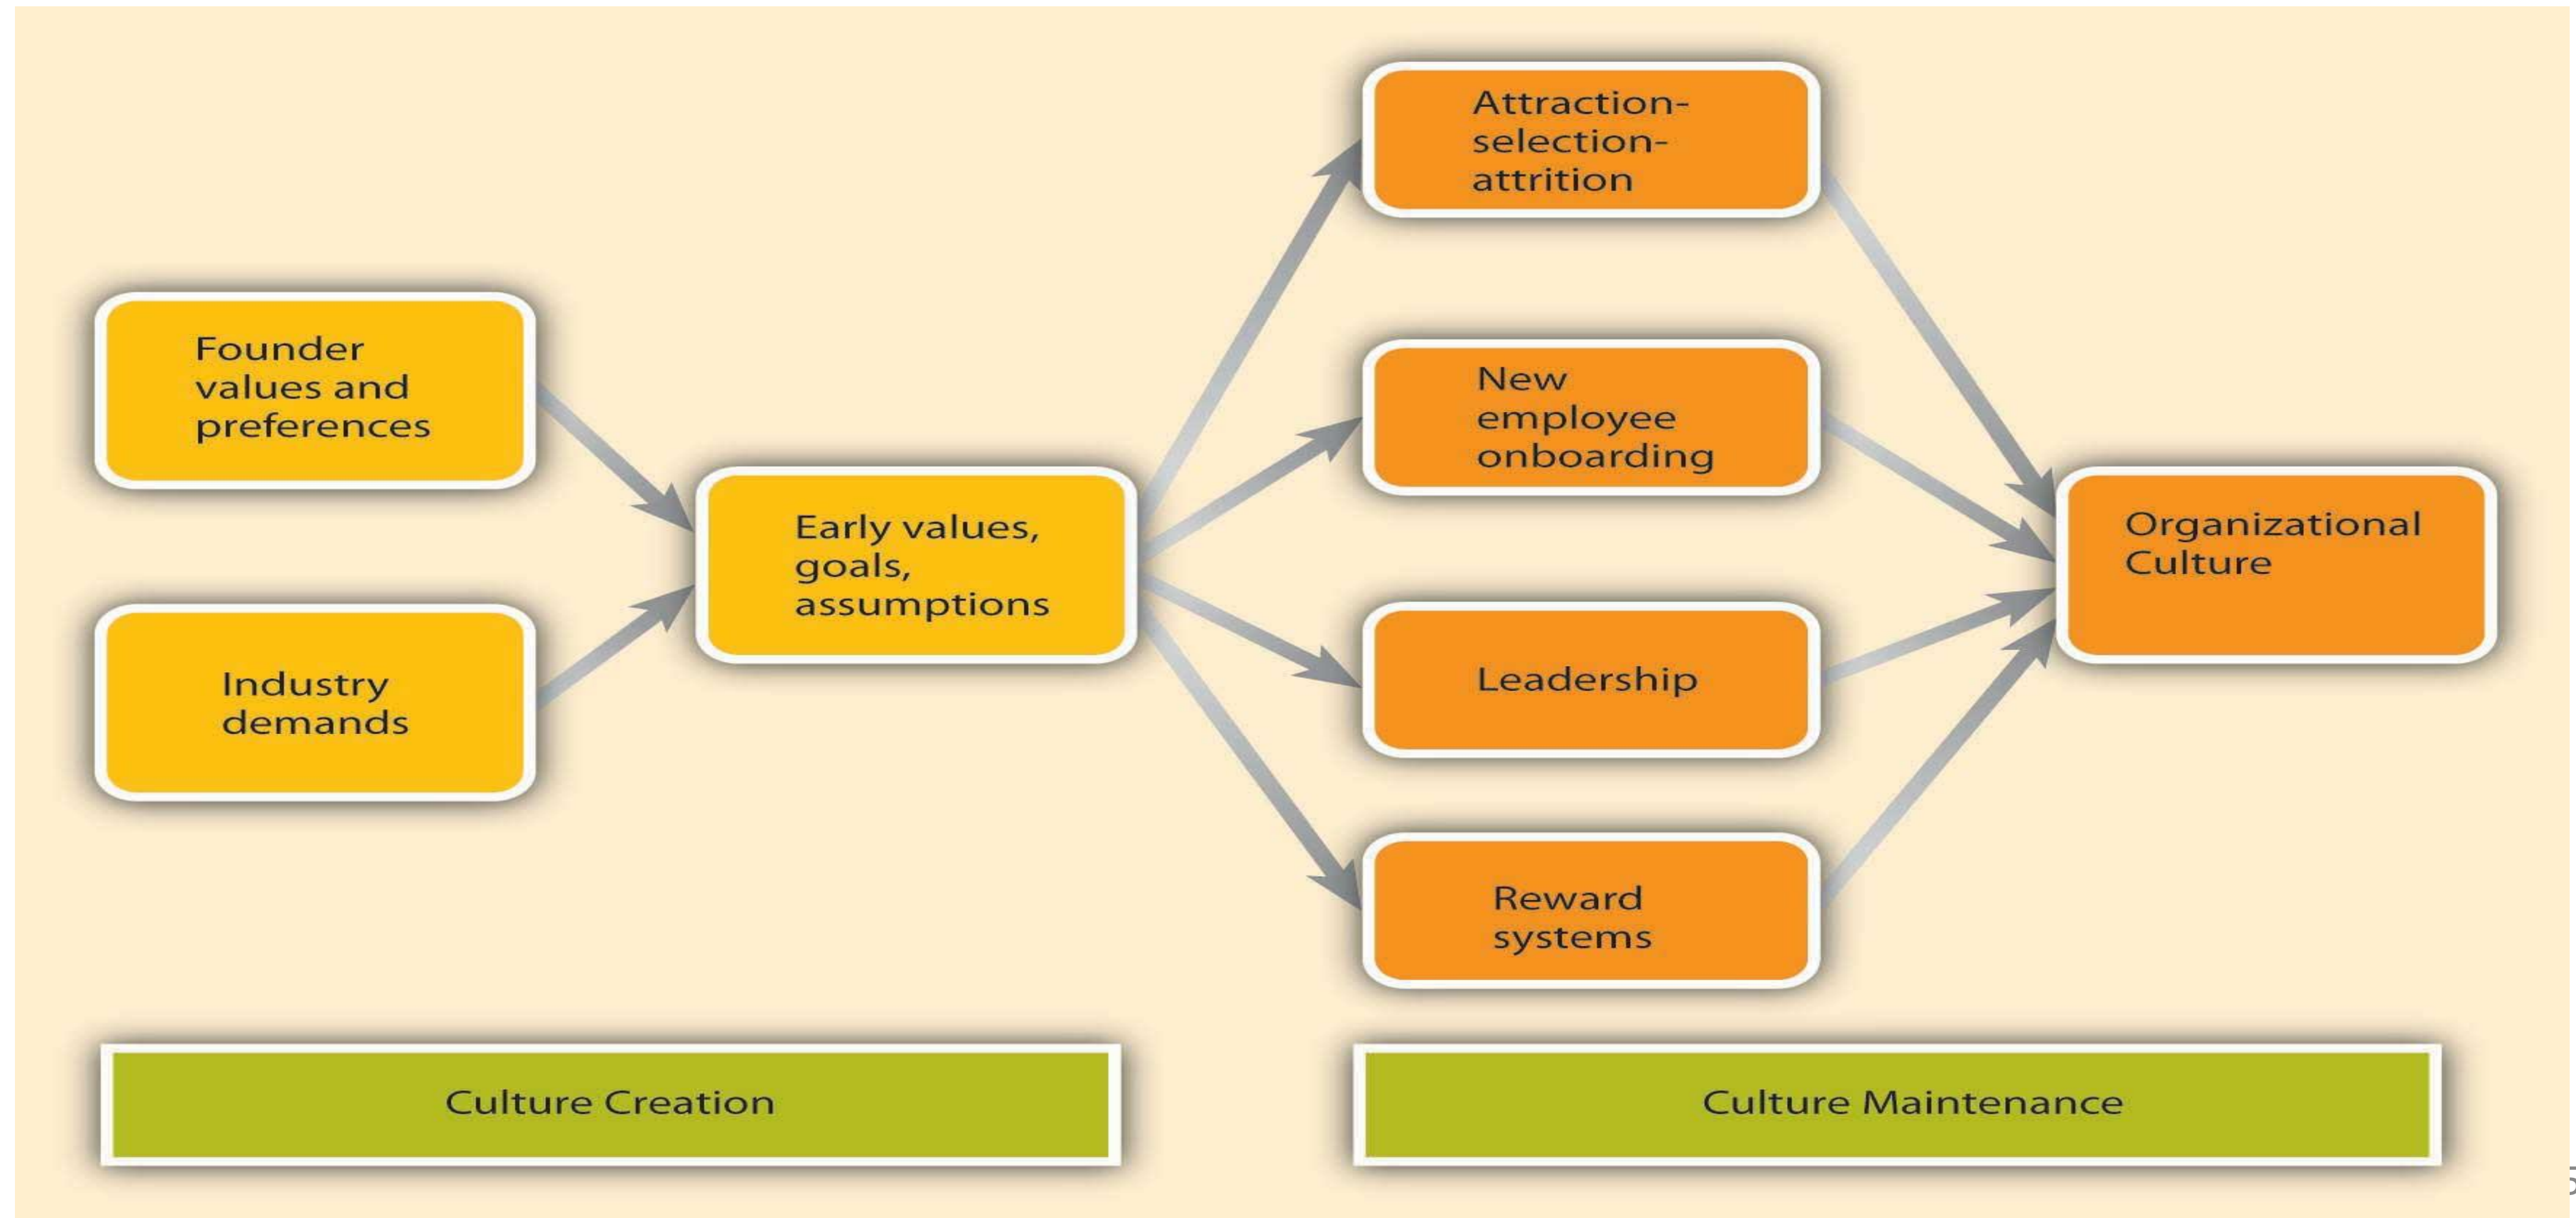 Founder
values and
preferences
Industry
demands
Early values,
goals,
assumptions
Attraction-
selection-
attrition
New
employee
onboarding
Leadership
Reward
systems
Organizational
Culture
Culture Creation
Culture Maintenance